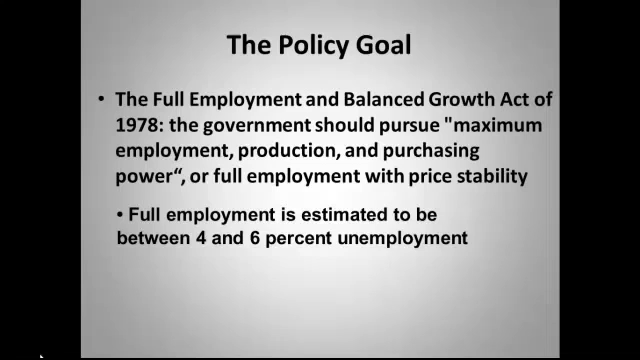 The Policy Goal
• The Full Employment and Balanced Growth Act of
1978: the government should pursue "maximum
employment, production, and purchasing
power“, or full employment with price stability
• Full employment is estimated to be
between 4 and 6 percent unemployment